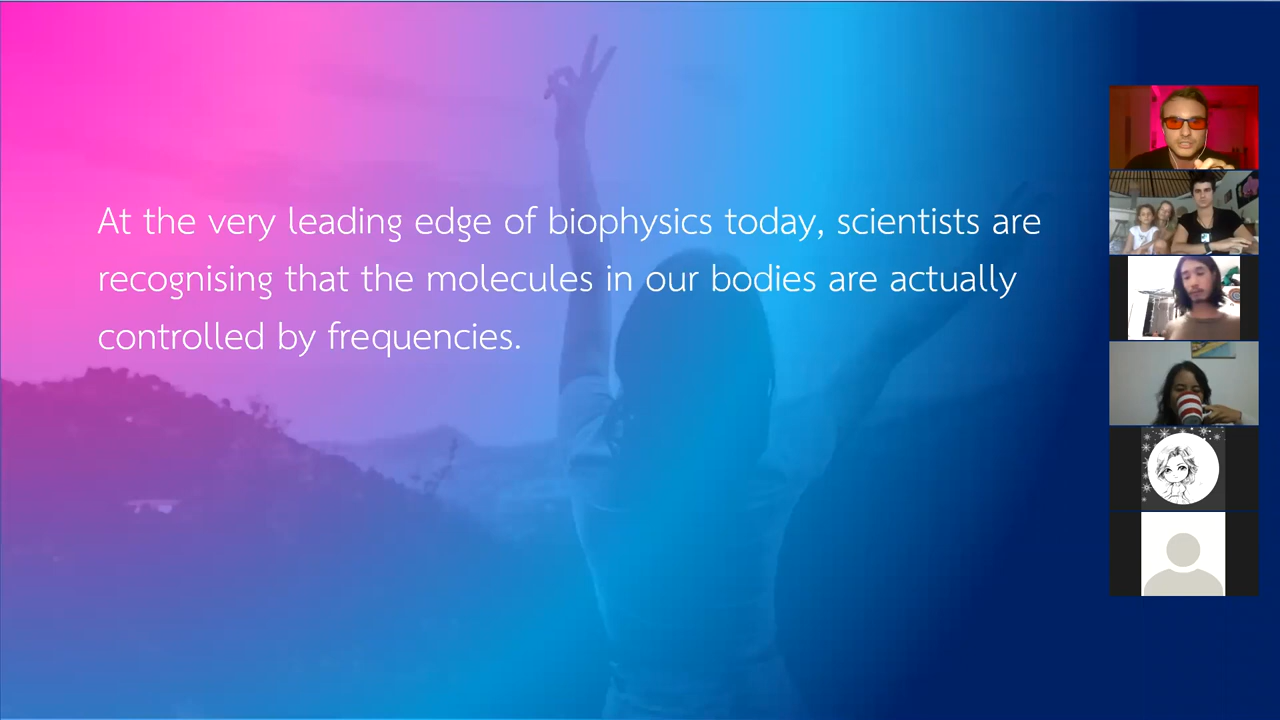 At the very leading edge of biophysics today, scientists are
recognising that the molecules in our bodies are actually
controlled by frequencies.